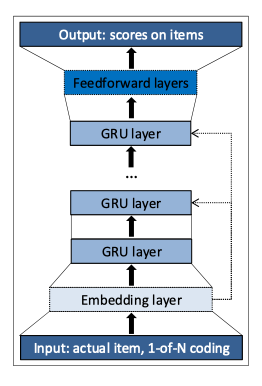 Output: scores on items
Feedforward layers
GRU layer
...
GRU layer
GRU layer
Embedding layer
Input: actual item, 1-of-N coding